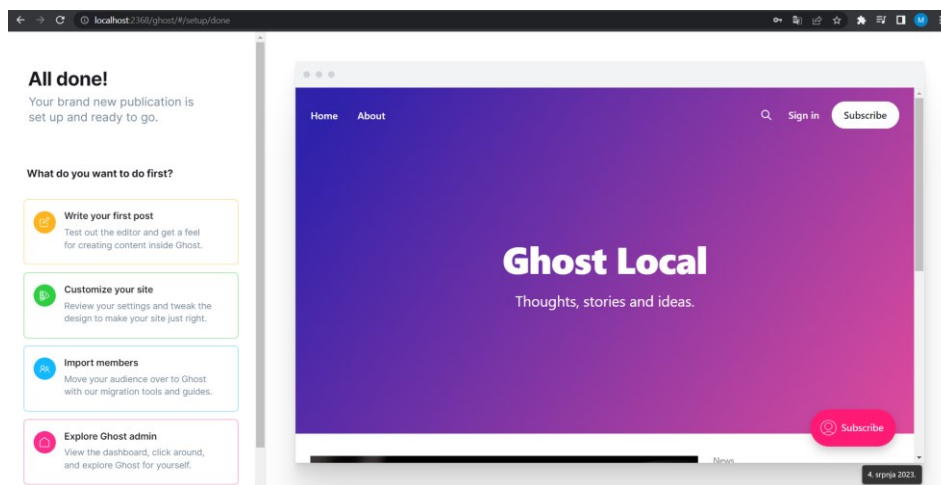 localhost:2368/ghost/#/setup/done
M
All done!
Your brand new publication is
set up and ready to go.
What do you want to do first?
Write your first post
Test out the editor and get a feel
for creating content inside Ghost.
Customize your site
Review your settings and tweak the
design to make your site just right.
Import members
Move your audience over to Ghost
with our migration tools and guides.
Explore Ghost admin
View the dashboard, click around,
and explore Ghost for yourself.
Home About Sign in Subscribe
Ghost Local
Thoughts, stories and ideas.
Subscribe
News
4. srpnja 2023.